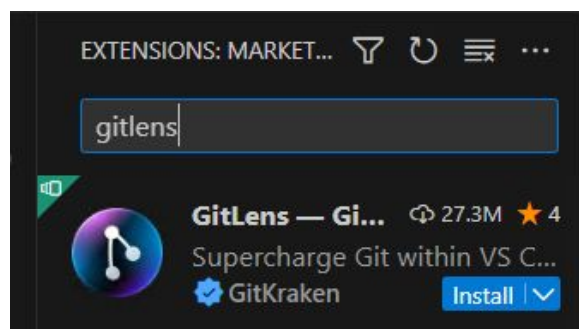 EXTENSIONS: MARKET...
gitlens
GitLens — Gi... 27.3M 4
Supercharge Git within VS C...
GitKraken Install